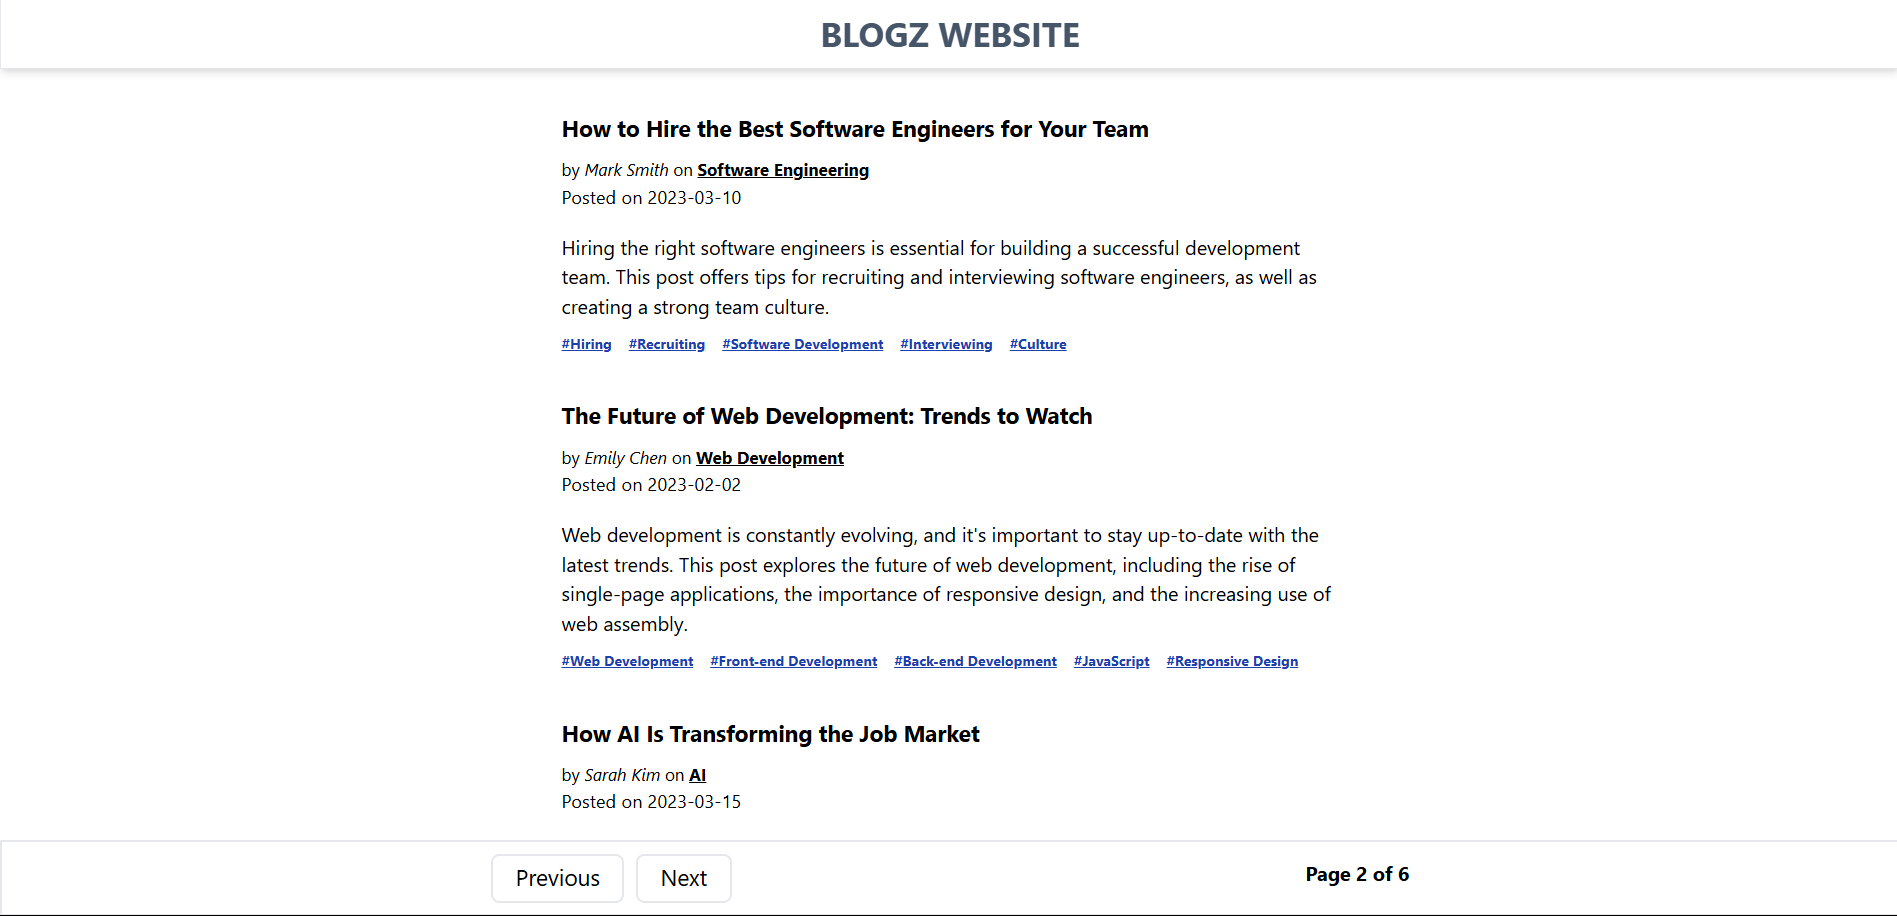 BLOGZ WEBSITE
How to Hire the Best Software Engineers for Your Team
by Mark Smith on Software Engineering
Posted on 2023-03-10
Hiring the right software engineers is essential for building a successful development
team. This post offers tips for recruiting and interviewing software engineers, as well as
creating a strong team culture.
#Hiring #Recruiting #Software Development #Interviewing #Culture
The Future of Web Development: Trends to Watch
by Emily Chen on Web Development
Posted on 2023-02-02
Web development is constantly evolving, and it's important to stay up-to-date with the
latest trends. This post explores the future of web development, including the rise of
single-page applications, the importance of responsive design, and the increasing use of
web assembly.
#Web Development #Front-end Development #Back-end Development #JavaScript #Responsive Design
How AI Is Transforming the Job Market
by Sarah Kim on AI
Posted on 2023-03-15
Previous Next Page 2 of 6